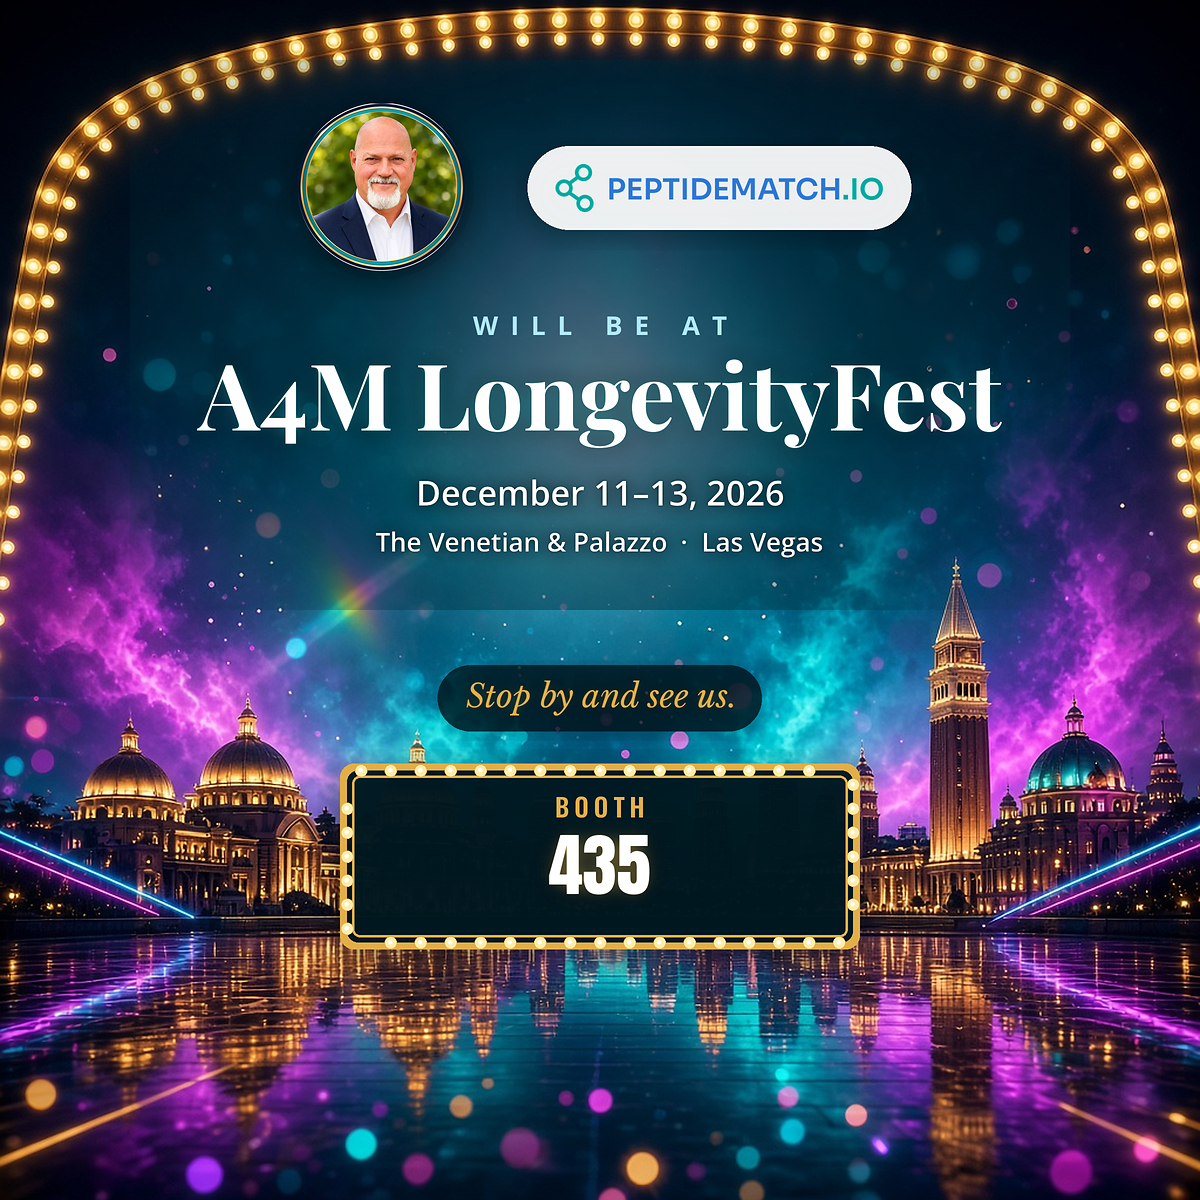 PEPTIDEMATCH.IO
WILL BE AT
A4M LongevityFest
December 11–13, 2026
The Venetian & Palazzo · Las Vegas
Stop by and see us.
BOOTH
435